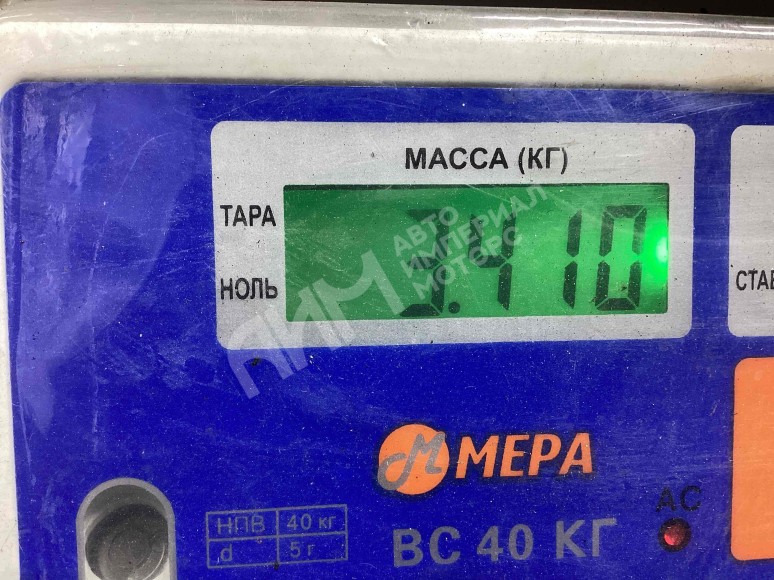 МАССА (КГ)
ТАРА
3.410
НОЛЬ
АВТО
ИМПЕРИАЛ
МОТОРС
АИМ
СТАВ
М МЕРА
АС
НПВ 40 кг
d 5 г
ВС 40 КГ